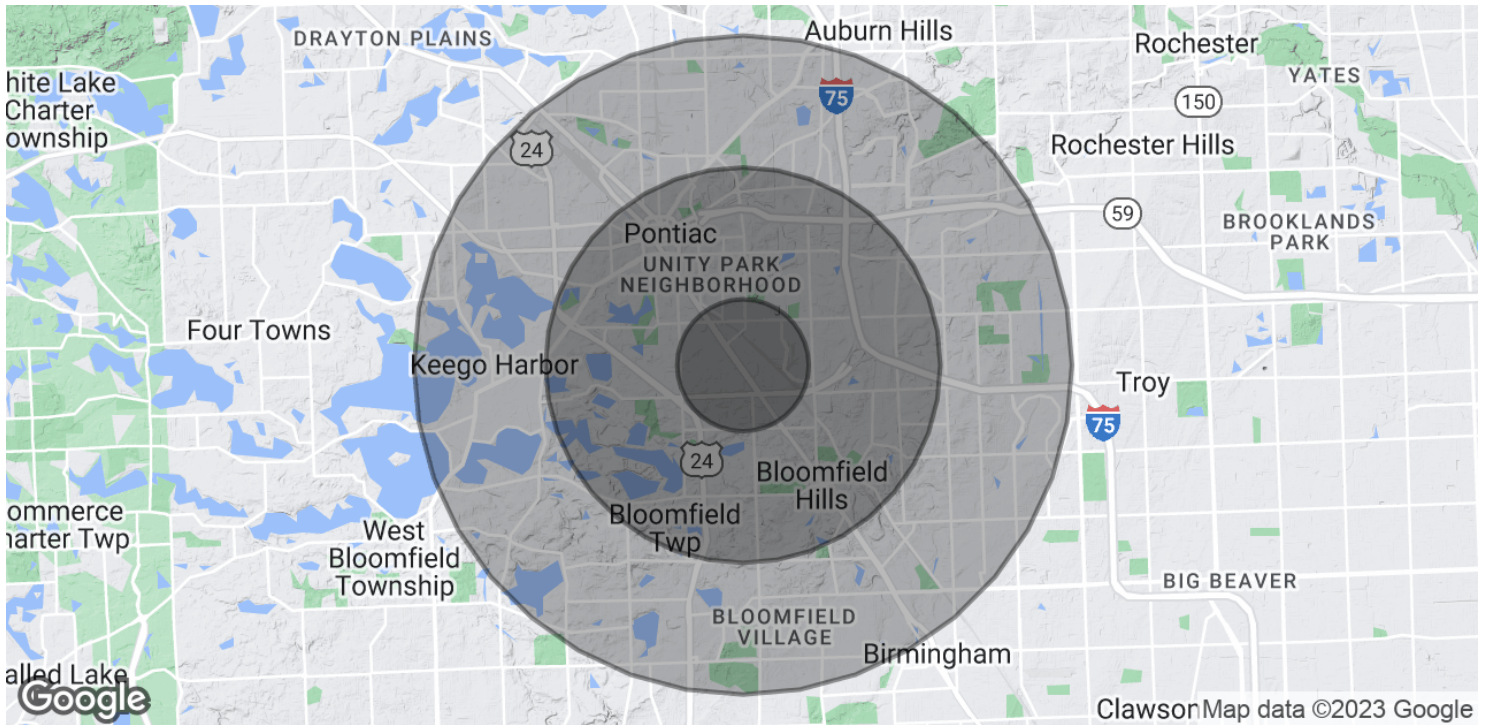 Auburn Hills
DRAYTON PLAINS
Rochester
YATES
hite Lake
Charter
ownship
75
150
24
Rochester Hills
59
BROOKLANDS
PARK
Pontiac
UNITY PARK
NEIGHBORHOOD
Four Towns
Keego Harbor
Troy
75
24
Bloomfield
Hills
ommerce
harter Twp
Bloomfield
Twp
West
Bloomfield
Township
BIG BEAVER
BLOOMFIELD
VILLAGE
Birmingham
alled Lake
Google
Clawson
Map data ©2023 Google